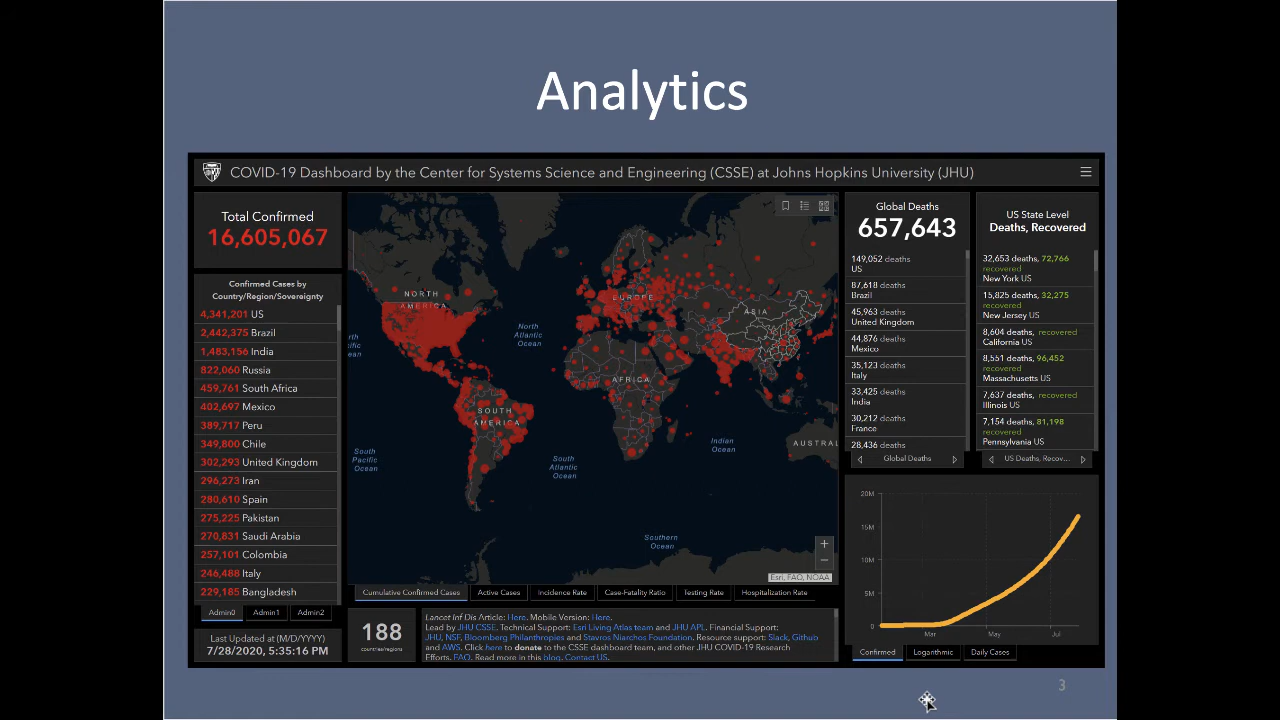 Analytics
COVID-19 Dashboard by the Center for Systems Science and Engineering (CSSE) at Johns Hopkins University (JHU)
Total Confirmed
16,605,067
Confirmed Cases by
Country/Region/Sovereignty
4,341,201 US
2,442,375 Brazil
1,483,156 India
822,060 Russia
459,761 South Africa
402,697 Mexico
389,717 Peru
349,800 Chile
302,293 United Kingdom
296,273 Iran
280,610 Spain
275,225 Pakistan
270,831 Saudi Arabia
257,101 Colombia
246,488 Italy
229,185 Bangladesh
Admin0 Admin1 Admin2
Last Updated at (M/D/YYYY)
7/28/2020, 5:35:16 PM
NORTH
AMERICA
EUROPE
ASIA
North
Atlantic
Ocean
AFRICA
SOUTH
AMERICA
Indian
Ocean
AUSTRAL
South
Pacific
Ocean
South
Atlantic
Ocean
Southern
Ocean
+
−
Esri, FAO, NOAA
Cumulative Confirmed Cases Active Cases Incidence Rate Case-Fatality Ratio Testing Rate Hospitalization Rate
188
countries/regions
Lancet Inf Dis Article: Here. Mobile Version: Here.
Lead by JHU CSSE. Technical Support: Esri Living Atlas team and JHU APL. Financial Support:
JHU, NSF, Bloomberg Philanthropies and Stavros Niarchos Foundation. Resource support: Slack, Github
and AWS. Click here to donate to the CSSE dashboard team, and other JHU COVID-19 Research
Efforts. FAQ. Read more in this blog. Contact US.
Global Deaths
657,643
149,052 deaths
US
87,618 deaths
Brazil
45,963 deaths
United Kingdom
44,876 deaths
Mexico
35,123 deaths
Italy
33,425 deaths
India
30,212 deaths
France
28,436 deaths
Global Deaths
US State Level
Deaths, Recovered
32,653 deaths, 72,766
recovered
New York US
15,825 deaths, 32,275
recovered
New Jersey US
8,604 deaths, recovered
California US
8,551 deaths, 96,452
recovered
Massachusetts US
7,637 deaths, recovered
Illinois US
7,154 deaths, 81,198
recovered
Pennsylvania US
US Deaths, Recov...
20M
15M
10M
5M
0
Mar May Jul
Confirmed Logarithmic Daily Cases
3